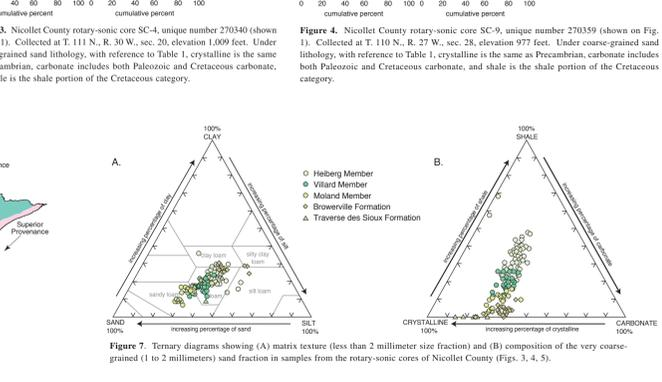 40 60 80 100 0 20 40 60 80 100
cumulative percent cumulative percent
3. Nicollet County rotary-sonic core SC-4, unique number 270340 (shown
1). Collected at T. 111 N., R. 30 W., sec. 20, elevation 1,009 feet. Under
grained sand lithology, with reference to Table 1, crystalline is the same
ambrian, carbonate includes both Paleozoic and Cretaceous carbonate,
le is the shale portion of the Cretaceous category.
20 40 60 80 100 0 20 40 60 80 100
cumulative percent cumulative percent
Figure 4. Nicollet County rotary-sonic core SC-9, unique number 270359 (shown on Fig.
1). Collected at T. 110 N., R. 27 W., sec. 28, elevation 977 feet. Under coarse-grained sand
lithology, with reference to Table 1, crystalline is the same as Precambrian, carbonate includes
both Paleozoic and Cretaceous carbonate, and shale is the shale portion of the Cretaceous
category.
nce
Superior
Provenance
A.
100%
CLAY
increasing percentage of clay
increasing percentage of silt
clay loam
silty clay
loam
sandy loam
loam
silt loam
SAND
100%
increasing percentage of sand
SILT
100%
Heiberg Member
Villard Member
Moland Member
Browerville Formation
Traverse des Sioux Formation
B.
100%
SHALE
increasing percentage of shale
increasing percentage of carbonate
CRYSTALLINE
100%
increasing percentage of crystalline
CARBONATE
100%
Figure 7. Ternary diagrams showing (A) matrix texture (less than 2 millimeter size fraction) and (B) composition of the very coarse-
grained (1 to 2 millimeters) sand fraction in samples from the rotary-sonic cores of Nicollet County (Figs. 3, 4, 5).